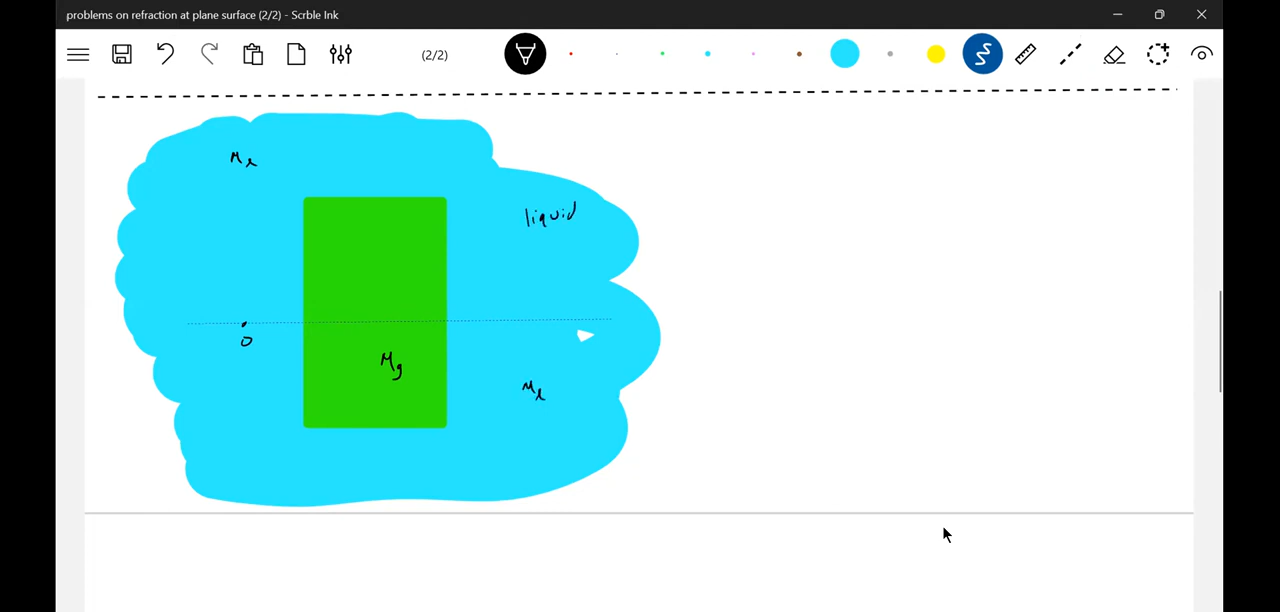 problems on refraction at plane surface (2/2) - Scrble Ink
(2/2)
μℓ
liquid
O
μg
μℓ